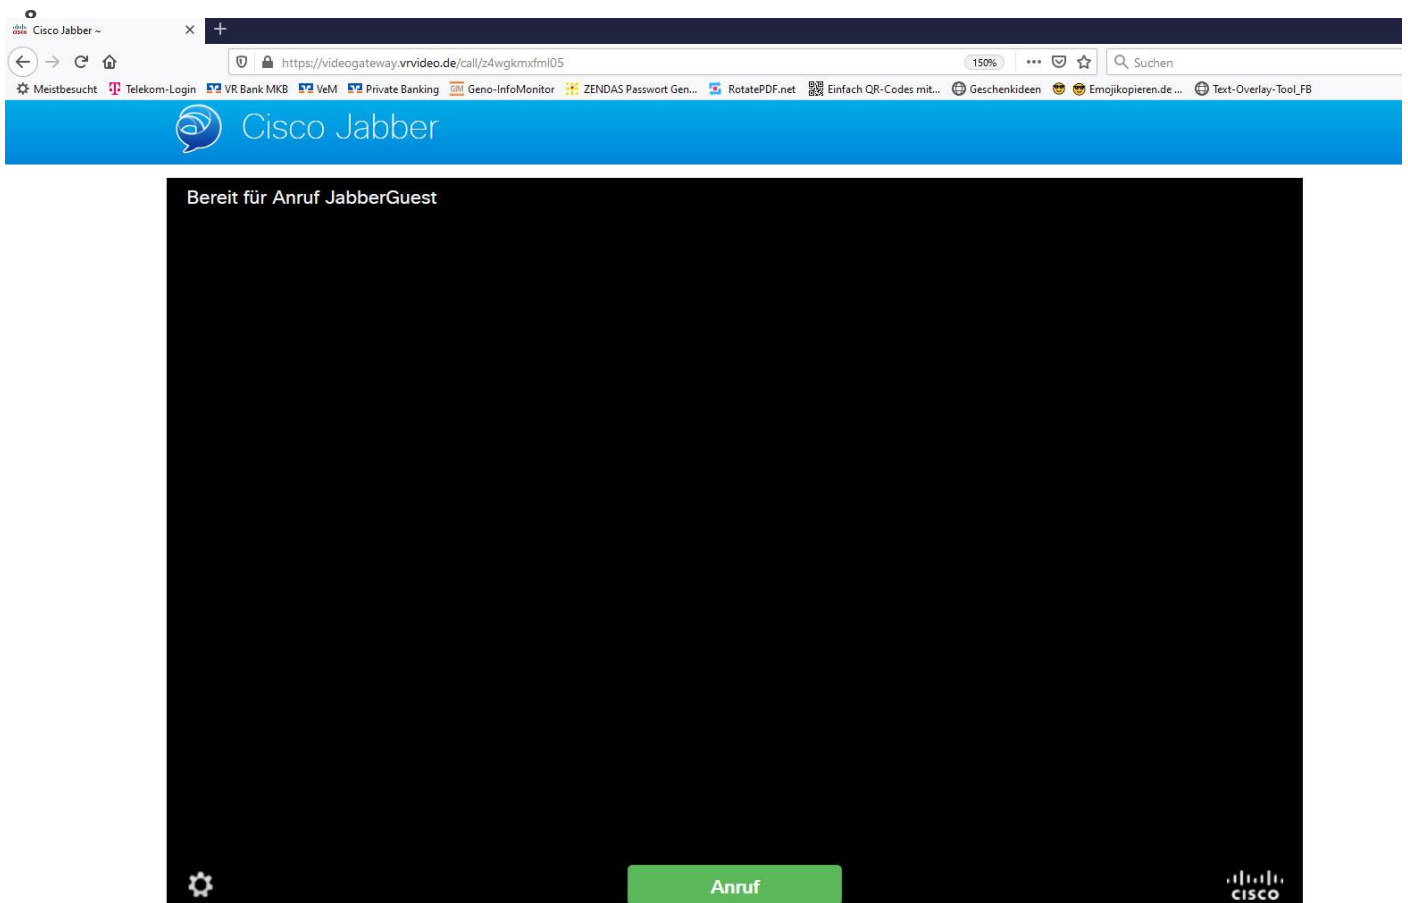 Cisco Jabber ~
https://videogateway.vrvideo.de/call/z4wgkmxfml05 150% Suchen
Meistbesucht Telekom-Login VR Bank MKB VeM Private Banking GIM Geno-InfoMonitor ZENDAS Passwort Gen... RotatePDF.net Einfach QR-Codes mit... Geschenkideen Emojikopieren.de ... Text-Overlay-Tool_FB
Cisco Jabber
Bereit für Anruf JabberGuest
Anruf
CISCO